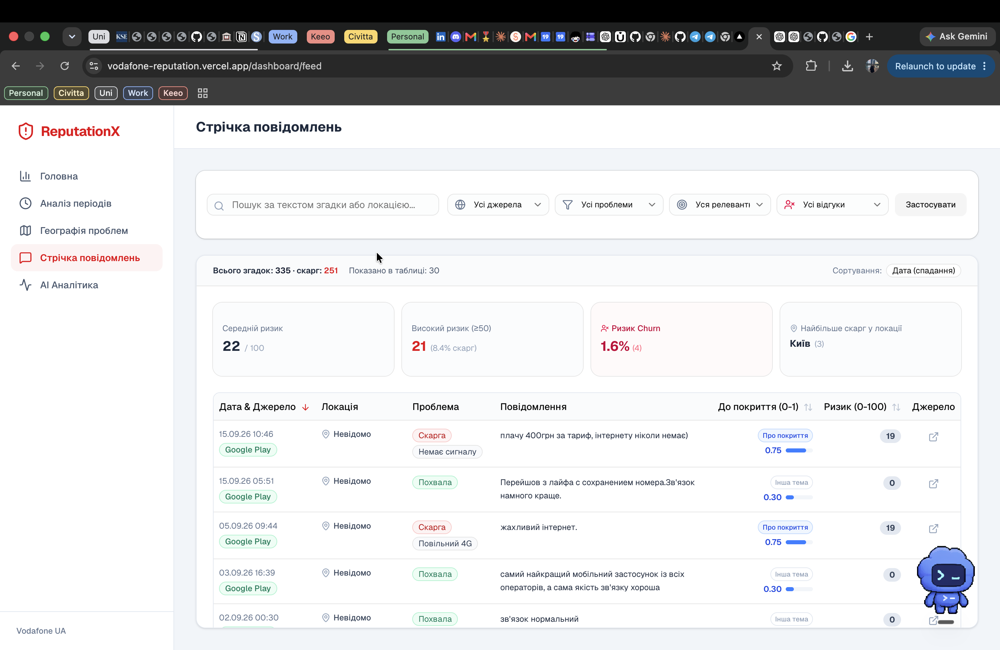 Uni
KSE
Work
Keeo
Civitta
Personal
19
19
Ask Gemini
vodafone-reputation.vercel.app/dashboard/feed
Relaunch to update
Personal
Civitta
Uni
Work
Keeo
ReputationX
Головна
Аналіз періодів
Географія проблем
Стрічка повідомлень
AI Аналітика
Vodafone UA
Стрічка повідомлень
Пошук за текстом згадки або локацією...
Усі джерела
Усі проблеми
Уся релевант
Усі відгуки
Застосувати
Всього згадок: 335 · скарг: 251
Показано в таблиці: 30
Сортування: Дата (спадання)
Середній ризик
22 / 100
Високий ризик (≥50)
21 (8.4% скарг)
Ризик Churn
1.6% (4)
Найбільше скарг у локації
Київ (3)
Дата & Джерело Локація Проблема Повідомлення До покриття (0-1) Ризик (0-100) Джерело
15.09.26 10:46
Google Play
Невідомо
Скарга
Немає сигналу
плачу 400грн за тариф, інтернету ніколи немає)
Про покриття
0.75
19
15.09.26 05:51
Google Play
Невідомо
Похвала
Перейшов з лайфа с сохранением номера.Зв'язок
намного краще.
Інша тема
0.30
0
05.09.26 09:44
Google Play
Невідомо
Скарга
Повільний 4G
жахливий інтернет.
Про покриття
0.75
19
03.09.26 16:39
Google Play
Невідомо
Похвала
самий найкращий мобільний застосунок із всіх
операторів, а сама якість зв'язку хороша
Інша тема
0.30
0
02.09.26 00:30
Невідомо
Похвала
зв'язок нормальний
Інша тема
0